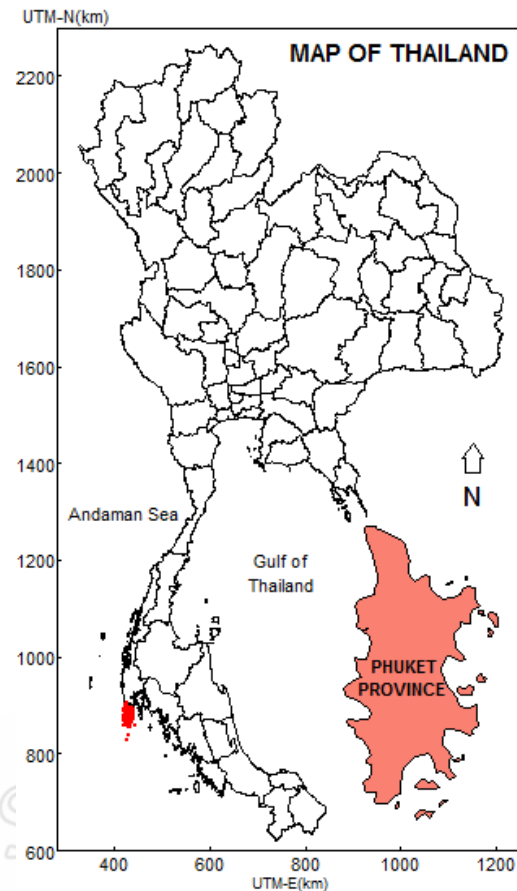 UTM-N(km)
MAP OF THAILAND
2200
2000
1800
1600
1400
N
Andaman Sea
1200
Gulf of
Thailand
1000
PHUKET
PROVINCE
800
600
400
600
800
1000
1200
UTM-E(km)